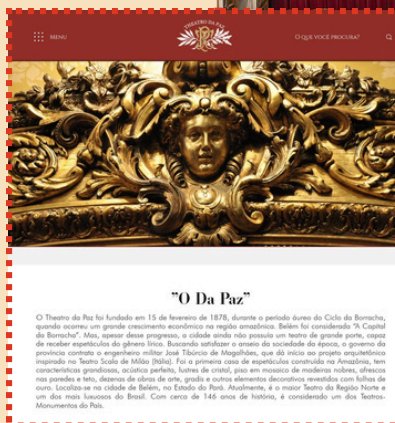 THEATRO DA PAZ
MENU
O QUE VOCÊ PROCURA?
"O Da Paz"
O Theatro da Paz foi fundado em 15 de fevereiro de 1878, durante o período áureo do Ciclo da Borracha,
quando ocorreu um grande crescimento econômico na região amazônica. Belém foi considerada "A Capital
da Borracha". Mas, apesar desse progresso, a cidade ainda não possuía um teatro de grande porte, capaz
de receber espetáculos do gênero lírico. Buscando satisfazer o anseio da sociedade da época, o governo da
província contrata o engenheiro militar José Tibúrcio de Magalhães, que dá início ao projeto arquitetônico
inspirado no Teatro Scala de Milão (Itália). Foi a primeira casa de espetáculos construída na Amazônia, tem
características grandiosas, acústica perfeita, lustres de cristal, piso em mosaico de madeiras nobres, afrescos
nas paredes e teto, dezenas de obras de arte, gradis e outros elementos decorativos revestidos com folhas de
ouro. Localiza-se na cidade de Belém, no Estado do Pará. Atualmente, é o maior Teatro da Região Norte e
um dos mais luxuosos do Brasil. Com cerca de 146 anos de história, é considerado um dos Teatros-
Monumentos do País.